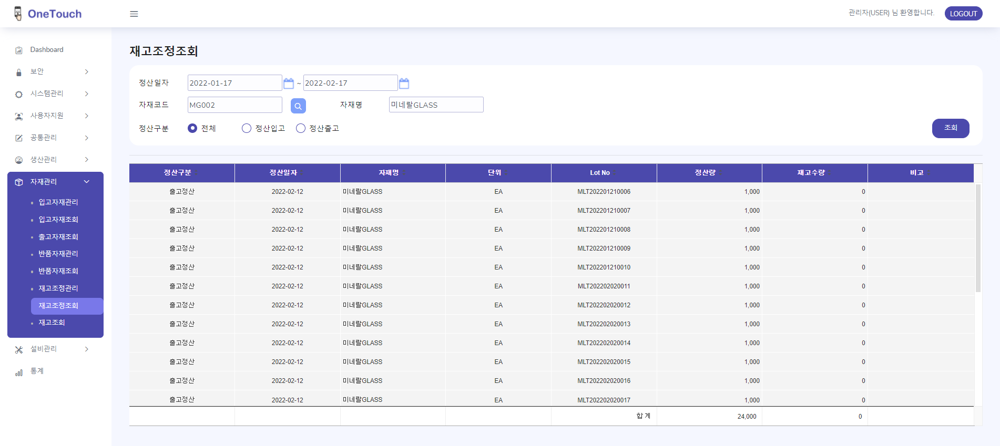 OneTouch
관리자(USER) 님 환영합니다.
LOGOUT
Dashboard
보안
시스템관리
사용자지원
공통관리
생산관리
자재관리
입고자재관리
입고자재조회
출고자재조회
반품자재관리
반품자재조회
재고조정관리
재고조정조회
재고조회
설비관리
통계
재고조정조회
정산일자 2022-01-17 ~ 2022-02-17
자재코드 MG002 자재명 미네랄GLASS
정산구분 전체 정산입고 정산출고 조회
정산구분 정산일자 자재명 단위 Lot No 정산량 재고수량 비고
출고정산 2022-02-12 미네랄GLASS EA MLT202201210006 1,000 0
출고정산 2022-02-12 미네랄GLASS EA MLT202201210007 1,000 0
출고정산 2022-02-12 미네랄GLASS EA MLT202201210008 1,000 0
출고정산 2022-02-12 미네랄GLASS EA MLT202201210009 1,000 0
출고정산 2022-02-12 미네랄GLASS EA MLT202201210010 1,000 0
출고정산 2022-02-12 미네랄GLASS EA MLT202202020011 1,000 0
출고정산 2022-02-12 미네랄GLASS EA MLT202202020012 1,000 0
출고정산 2022-02-12 미네랄GLASS EA MLT202202020013 1,000 0
출고정산 2022-02-12 미네랄GLASS EA MLT202202020014 1,000 0
출고정산 2022-02-12 미네랄GLASS EA MLT202202020015 1,000 0
출고정산 2022-02-12 미네랄GLASS EA MLT202202020016 1,000 0
출고정산 2022-02-12 미네랄GLASS EA MLT202202020017 1,000 0
합 계 24,000 0